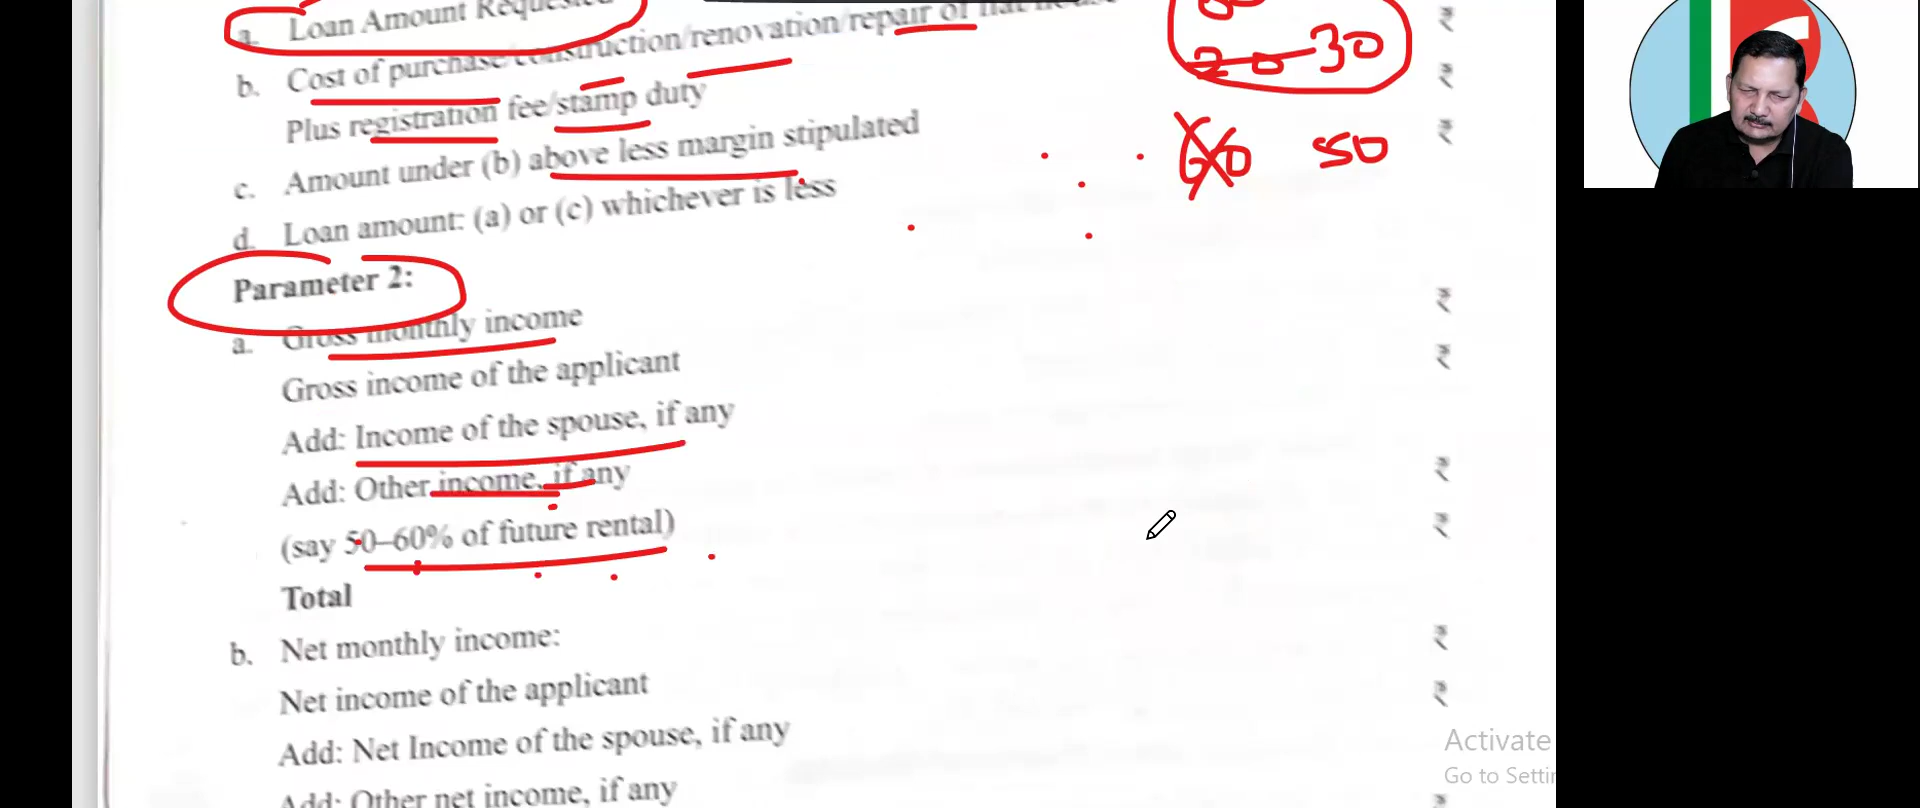 a. Loan Amount Requested
b. Cost of purchase/construction/renovation/repair of flat/house
Plus registration fee/stamp duty
c. Amount under (b) above less margin stipulated
d. Loan amount: (a) or (c) whichever is less
30
20
60 50
Parameter 2:
a. Gross monthly income
Gross income of the applicant
Add: Income of the spouse, if any
Add: Other income, if any
(say 50–60% of future rental)
Total
b. Net monthly income:
Net income of the applicant
Add: Net Income of the spouse, if any
Add: Other net income, if any
₹
₹
₹
₹
₹
₹
₹
₹
₹
₹
Activate
Go to Settin